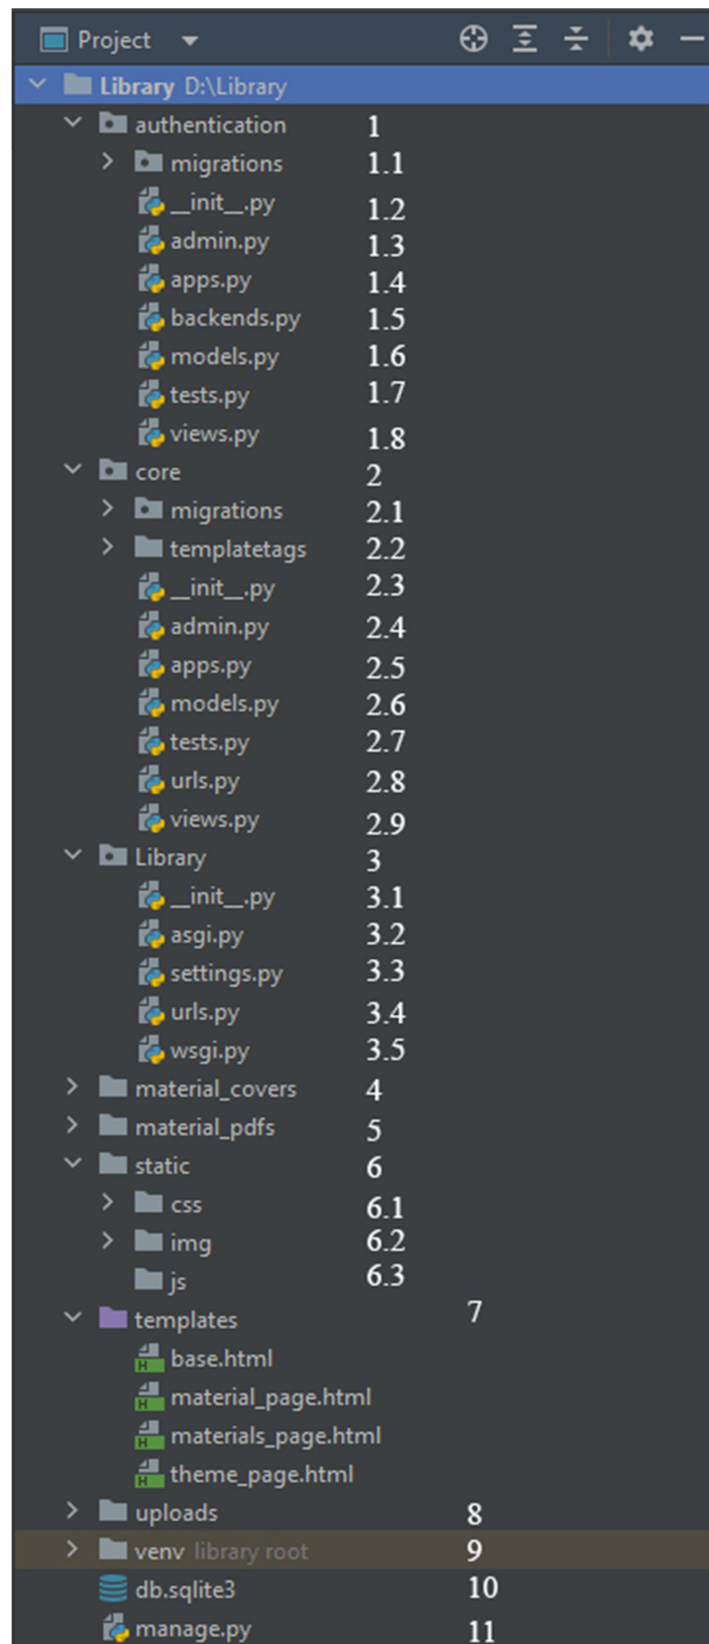 Project
Library D:\Library
authentication 1
migrations 1.1
__init__.py 1.2
admin.py 1.3
apps.py 1.4
backends.py 1.5
models.py 1.6
tests.py 1.7
views.py 1.8
core 2
migrations 2.1
templatetags 2.2
__init__.py 2.3
admin.py 2.4
apps.py 2.5
models.py 2.6
tests.py 2.7
urls.py 2.8
views.py 2.9
Library 3
__init__.py 3.1
asgi.py 3.2
settings.py 3.3
urls.py 3.4
wsgi.py 3.5
material_covers 4
material_pdfs 5
static 6
css 6.1
img 6.2
js 6.3
templates 7
base.html
material_page.html
materials_page.html
theme_page.html
uploads 8
venv library root 9
db.sqlite3 10
manage.py 11